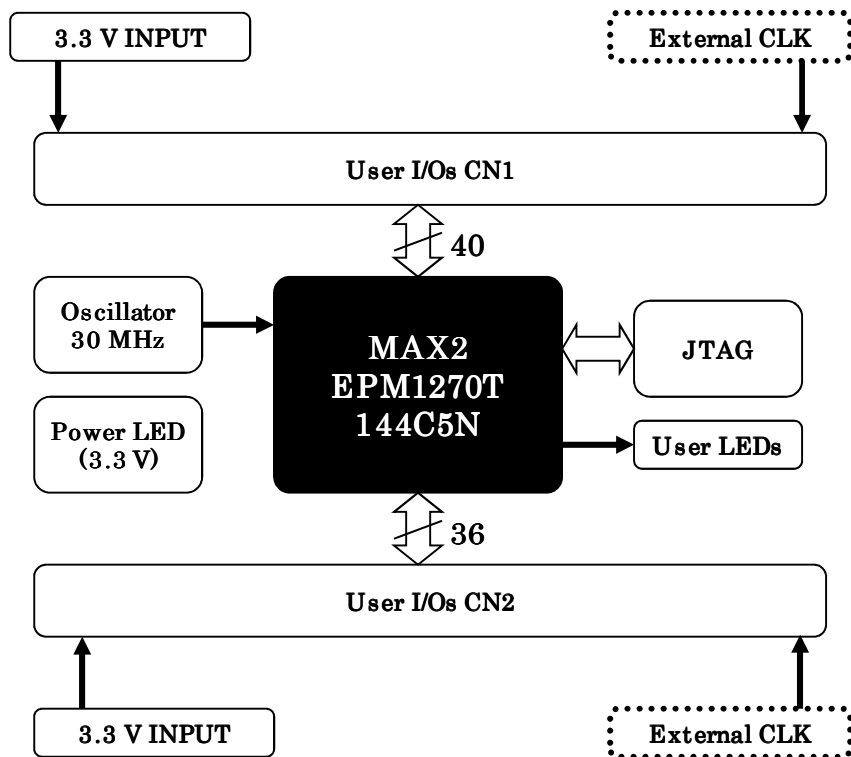 3.3 V INPUT
External CLK
User I/Os CN1
40
Oscillator
30 MHz
MAX2
EPM1270T
144C5N
JTAG
Power LED
(3.3 V)
User LEDs
36
User I/Os CN2
3.3 V INPUT
External CLK